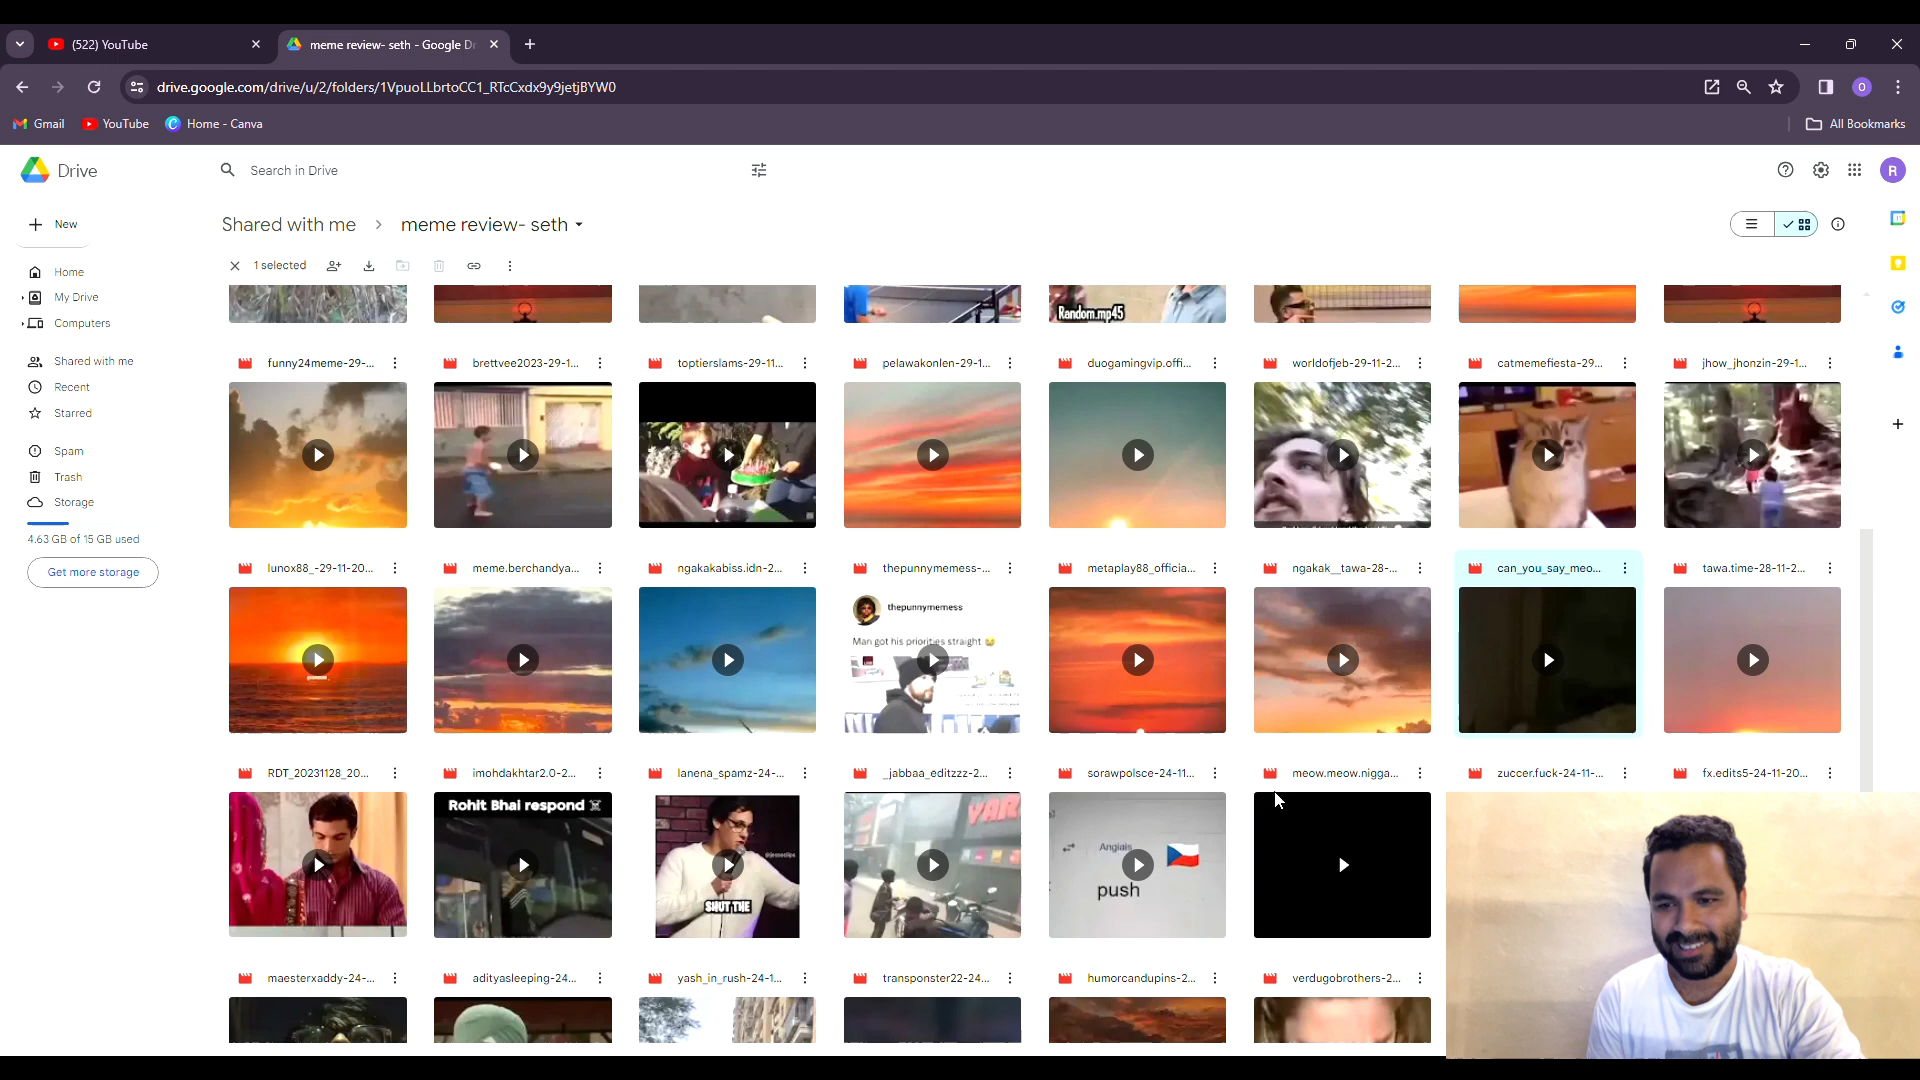 (522) YouTube
meme review- seth - Google Dr
drive.google.com/drive/u/2/folders/1VpuoLLbrtoCC1_RTcCxdx9y9jetjBYW0
O
Gmail
YouTube
Home - Canva
All Bookmarks
Drive
Search in Drive
R
New
Shared with me > meme review- seth
1 selected
Home
My Drive
Computers
Shared with me
Recent
Starred
Spam
Trash
Storage
4.63 GB of 15 GB used
Get more storage
Random.mp45
funny24meme-29-...
brettvee2023-29-1...
toptierslams-29-11...
pelawakonlen-29-1...
duogamingvip.offi...
worldofjeb-29-11-2...
catmemefiesta-29...
jhow_jhonzin-29-1...
lunox88_-29-11-20...
meme.berchandya...
ngakakabiss.idn-2...
thepunnymemess-...
metaplay88_officia...
ngakak__tawa-28-...
can_you_say_meo...
tawa.time-28-11-2...
thepunnymemess
Man got his priorities straight 😭
RDT_20231128_20...
imohdakhtar2.0-2...
lanena_spamz-24-...
_jabbaa_editzzz-2...
sorawpolsce-24-11...
meow.meow.nigga...
zuccer.fuck-24-11-...
fx.edits5-24-11-20...
Rohit Bhai respond ☠
SHUT THE
YAR
Anglais
push
maesterxaddy-24-...
adityasleeping-24...
yash_in_rush-24-1...
transponster22-24...
humorcandupins-2...
verdugobrothers-2...